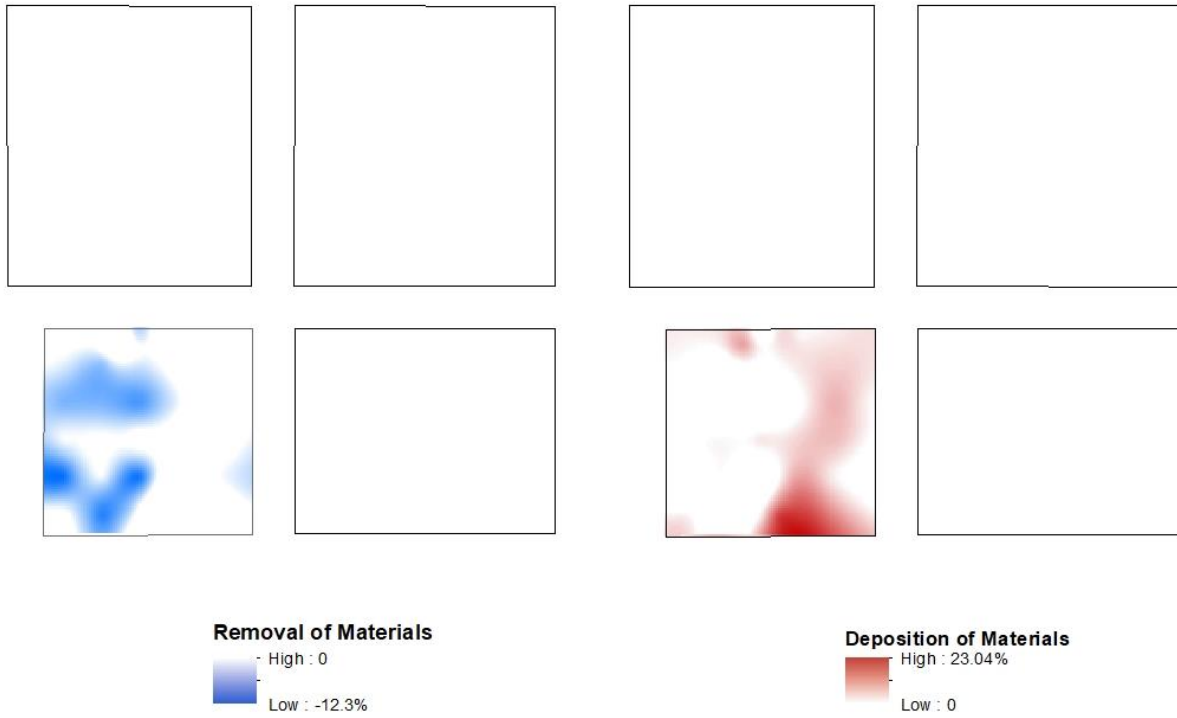 Removal of Materials
High : 0
Low : -12.3%
Deposition of Materials
High : 23.04%
Low : 0